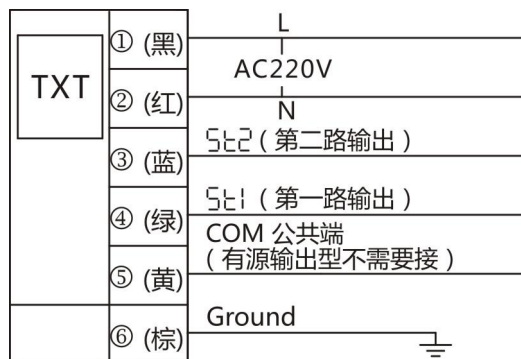 TXT
① (黑)
L
AC220V
② (红)
N
③ (蓝)
St2 (第二路输出)
④ (绿)
St1 (第一路输出)
COM 公共端
(有源输出型不需要接)
⑤ (黄)
⑥ (棕)
Ground